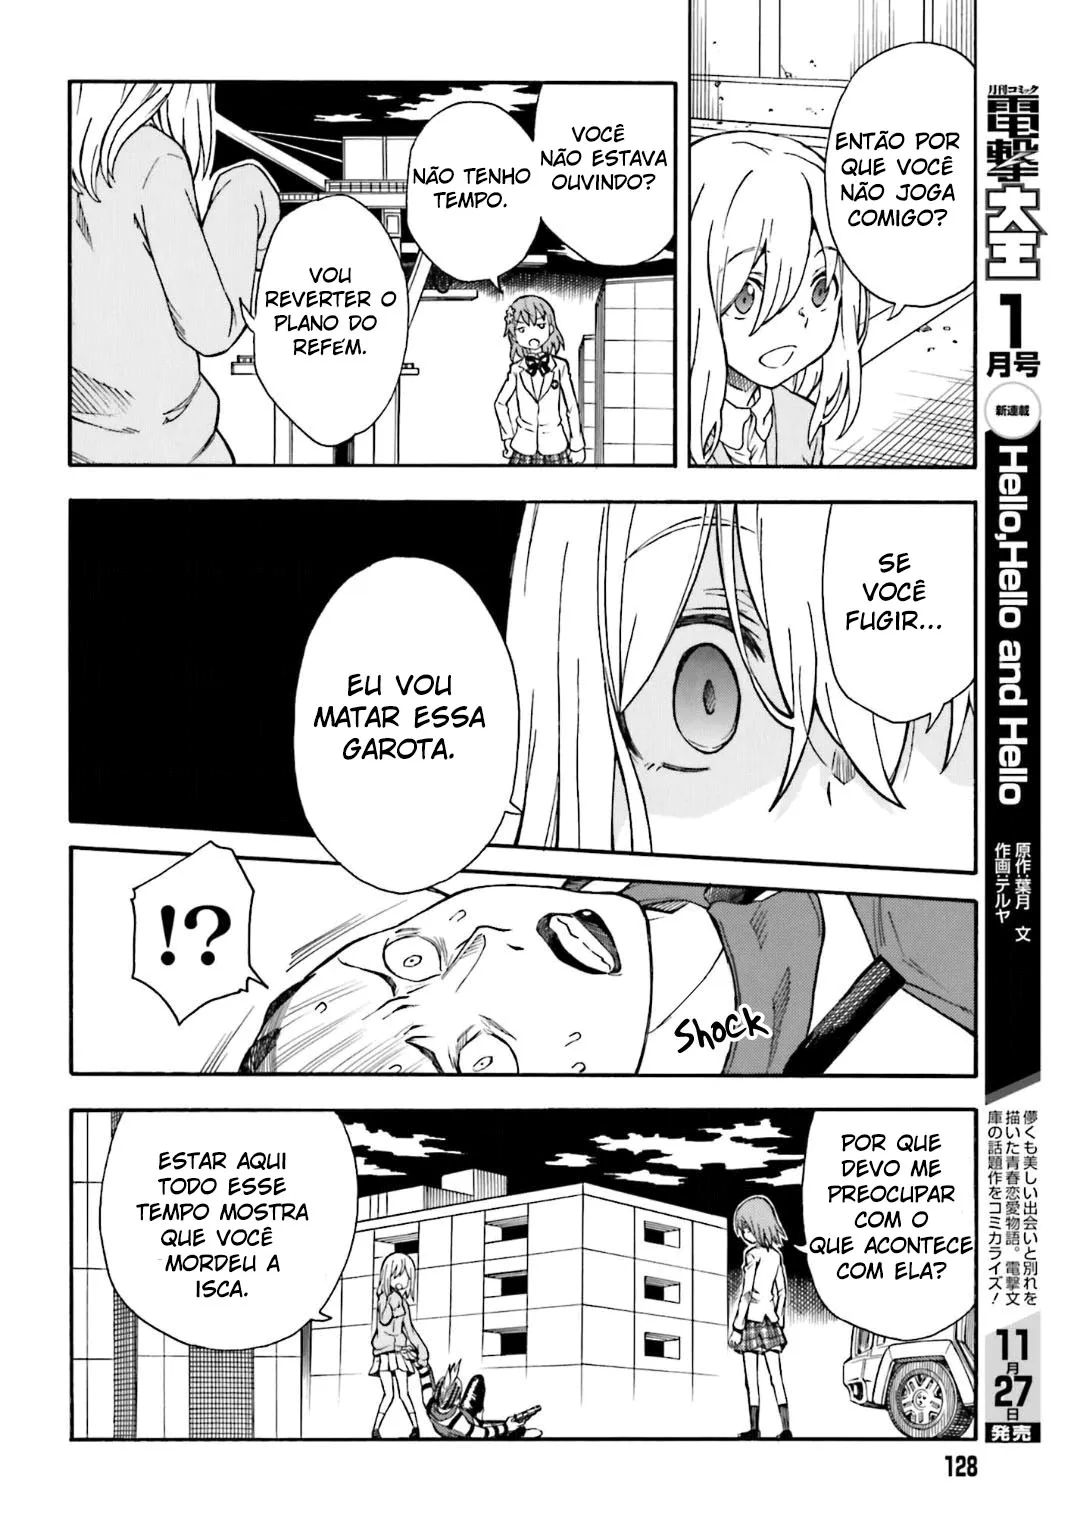 ENTÃO POR
QUE VOCÊ
NÃO JOGA
COMIGO?
VOCÊ
NÃO ESTAVA
OUVINDO?
NÃO TENHO
TEMPO.
VOU
REVERTER O
PLANO DO
REFÉM.
SE
VOCÊ
FUGIR...
EU VOU
MATAR ESSA
GAROTA.
!?
Shock
POR QUE
DEVO ME
PREOCUPAR
COM O
QUE ACONTECE
COM ELA?
ESTAR AQUI
TODO ESSE
TEMPO MOSTRA
QUE VOCÊ
MORDEU A
ISCA.
月刊コミック
電撃大王
1
月号
新連載
Hello,Hello and Hello
原作:葉月 文
作画:テルヤ
儚くも美しい出会いと別れを
描いた青春恋愛物語。電撃文
庫の話題作をコミカライズ!
11
月
27
日
発売
128